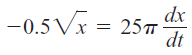 −0.5√x = 25π dx/dt